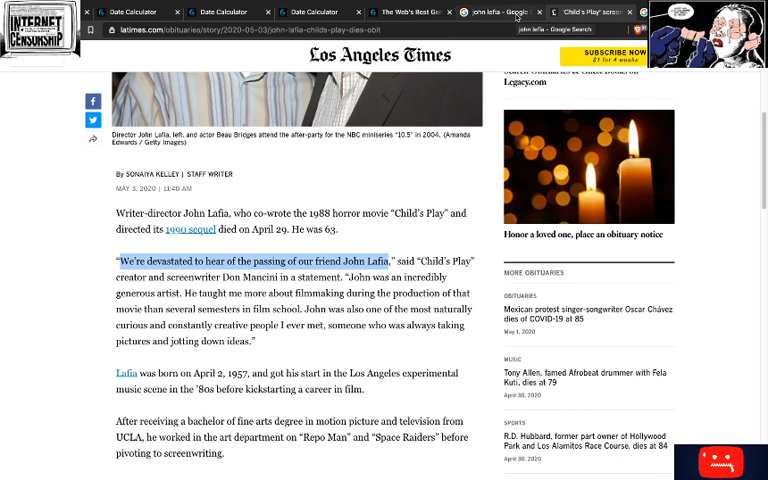 INTERNET
CENSORSHIP
Date Calculator
Date Calculator
Date Calculator
The Web's Best Gen
john lefia – Google
'Child's Play' screen
latimes.com/obituaries/story/2020-05-03/john-lafia-childs-play-dies-obit
john lefia – Google Search
Los Angeles Times
SUBSCRIBE NOW
$1 for 4 weeks
Legacy.com
Director John Lafia, left, and actor Beau Bridges attend the after-party for the NBC miniseries "10.5" in 2004. (Amanda
Edwards / Getty Images)
By SONAIYA KELLEY | STAFF WRITER
MAY 3, 2020 | 11:40 AM
Writer-director John Lafia, who co-wrote the 1988 horror movie "Child's Play" and
directed its 1990 sequel died on April 29. He was 63.
"We're devastated to hear of the passing of our friend John Lafia," said "Child's Play"
creator and screenwriter Don Mancini in a statement. "John was an incredibly
generous artist. He taught me more about filmmaking during the production of that
movie than several semesters in film school. John was also one of the most naturally
curious and constantly creative people I ever met, someone who was always taking
pictures and jotting down ideas."
Lafia was born on April 2, 1957, and got his start in the Los Angeles experimental
music scene in the '80s before kickstarting a career in film.
After receiving a bachelor of fine arts degree in motion picture and television from
UCLA, he worked in the art department on "Repo Man" and "Space Raiders" before
pivoting to screenwriting.
Honor a loved one, place an obituary notice
MORE OBITUARIES
OBITUARIES
Mexican protest singer-songwriter Oscar Chávez
dies of COVID-19 at 85
May 1, 2020
MUSIC
Tony Allen, famed Afrobeat drummer with Fela
Kuti, dies at 79
April 30, 2020
SPORTS
R.D. Hubbard, former part owner of Hollywood
Park and Los Alamitos Race Course, dies at 84
April 30, 2020